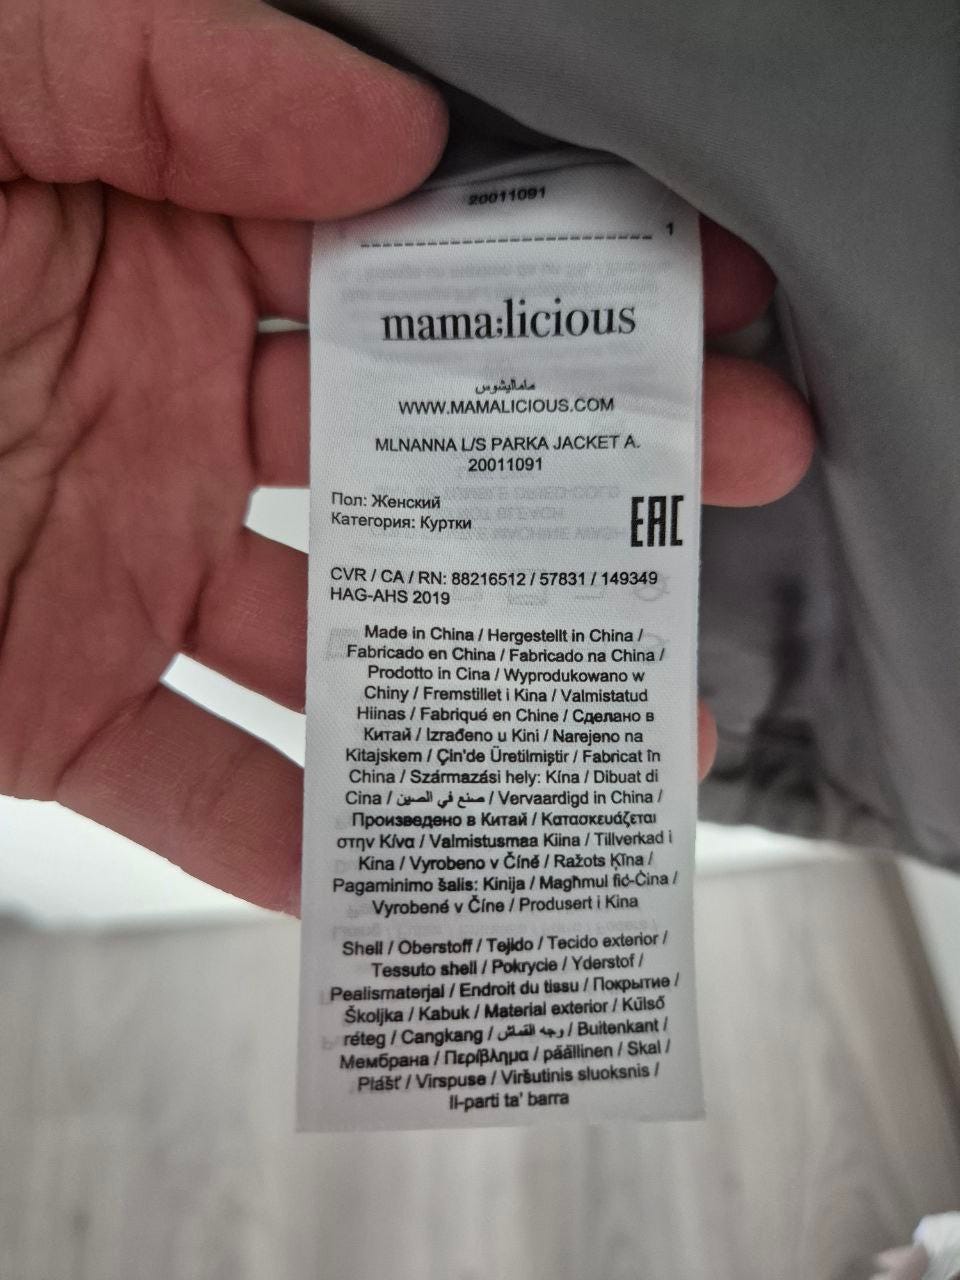 20011091
1
mama;licious
ماماليشوس
WWW.MAMALICIOUS.COM
MLNANNA L/S PARKA JACKET A.
20011091
Пол: Женский
Категория: Куртки
EAC
CVR / CA / RN: 88216512 / 57831 / 149349
HAG-AHS 2019
Made in China / Hergestellt in China /
Fabricado en China / Fabricado na China /
Prodotto in Cina / Wyprodukowano w
Chiny / Fremstillet i Kina / Valmistatud
Hiinas / Fabriqué en Chine / Сделано в
Китай / Izrađeno u Kini / Narejeno na
Kitajskem / Çin'de Üretilmiştir / Fabricat în
China / Származási hely: Kína / Dibuat di
Cina / صنع في الصين / Vervaardigd in China /
Произведено в Китай / Κατασκευάζεται
στην Κίνα / Valmistusmaa Kiina / Tillverkad i
Kina / Vyrobeno v Číně / Ražots Ķīna /
Pagaminimo šalis: Kinija / Magħmul fiċ-Ċina /
Vyrobené v Číne / Produsert i Kina
Shell / Oberstoff / Tejido / Tecido exterior /
Tessuto shell / Pokrycie / Yderstof /
Pealismaterjal / Endroit du tissu / Покрытие /
Školjka / Kabuk / Material exterior / Külső
réteg / Cangkang / وجه القماش / Buitenkant /
Мембрана / Περίβλημα / päällinen / Skal /
Plášť / Virspuse / Viršutinis sluoksnis /
Il-parti ta' barra